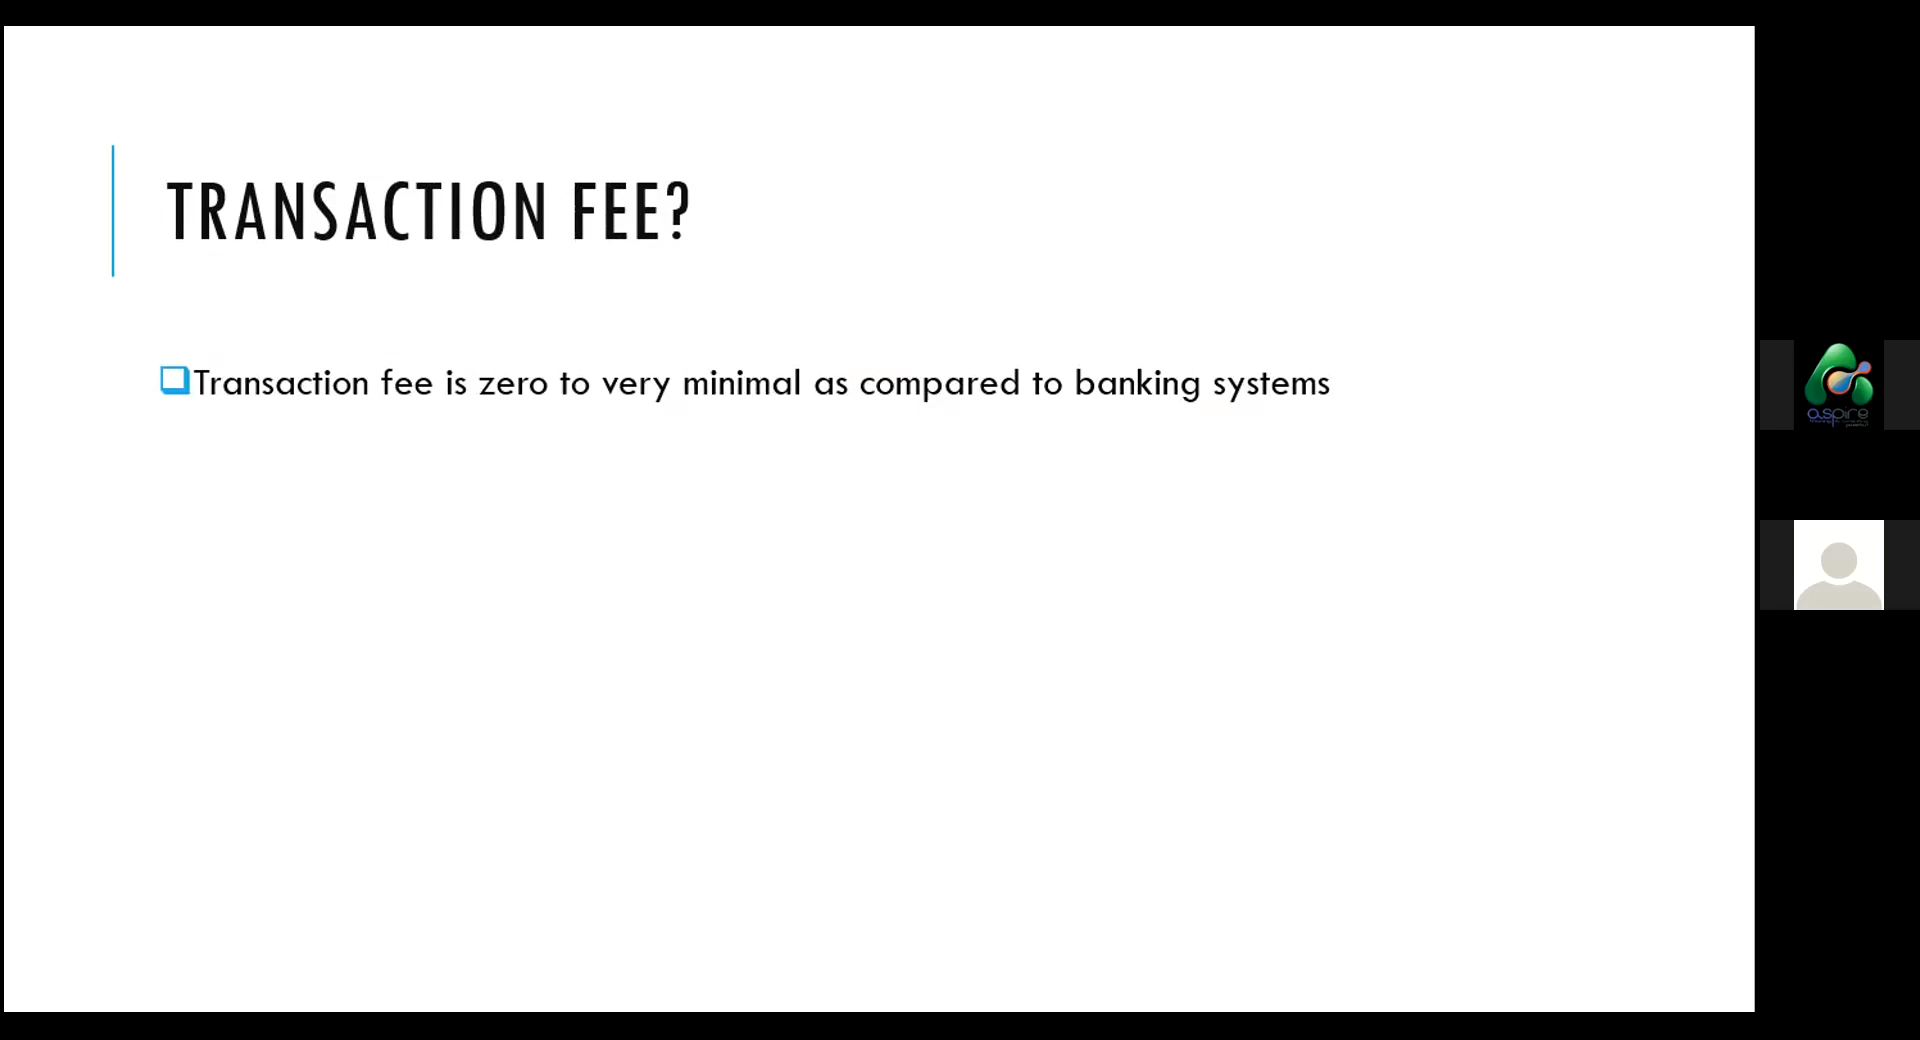 TRANSACTION FEE?
Transaction fee is zero to very minimal as compared to banking systems
aspire